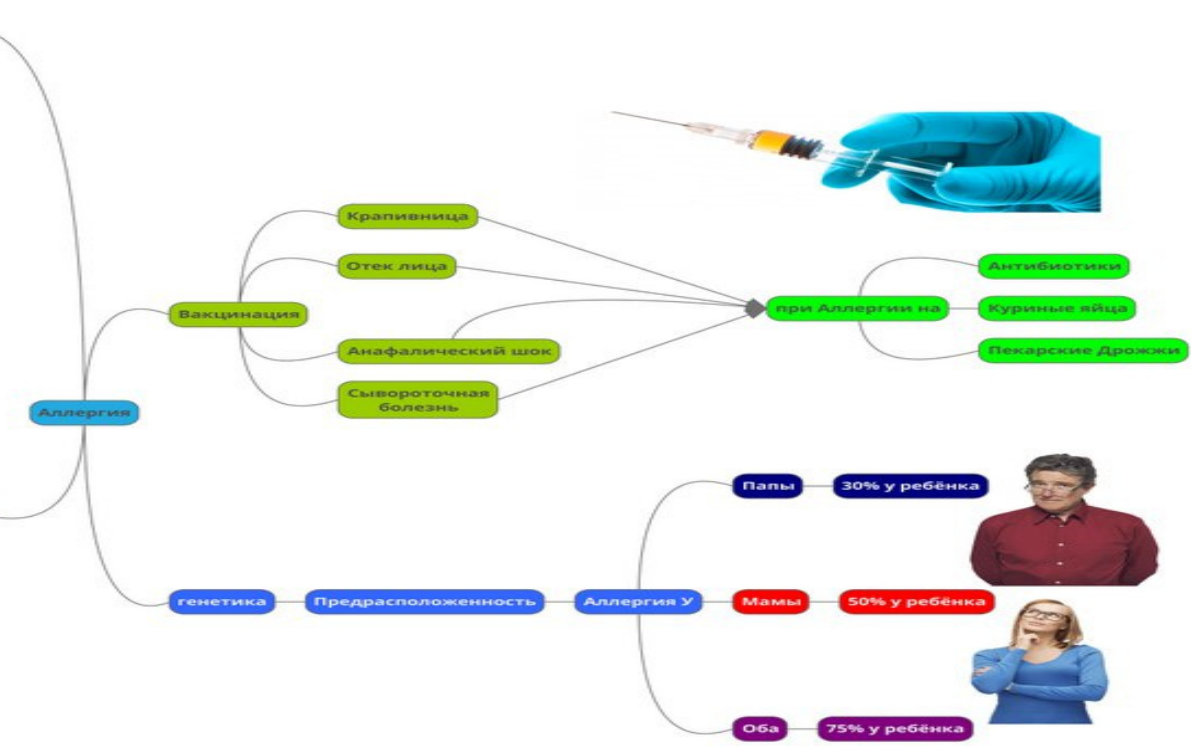 Крапивница
Отек лица
Антибиотики
Вакцинация
при Аллергии на
Куриные яйца
Анафалический шок
Пекарские Дрожжи
Сывороточная
болезнь
Аллергия
Папы
30% у ребёнка
генетика
Предрасположенность
Аллергия У
Мамы
50% у ребёнка
Оба
75% у ребёнка